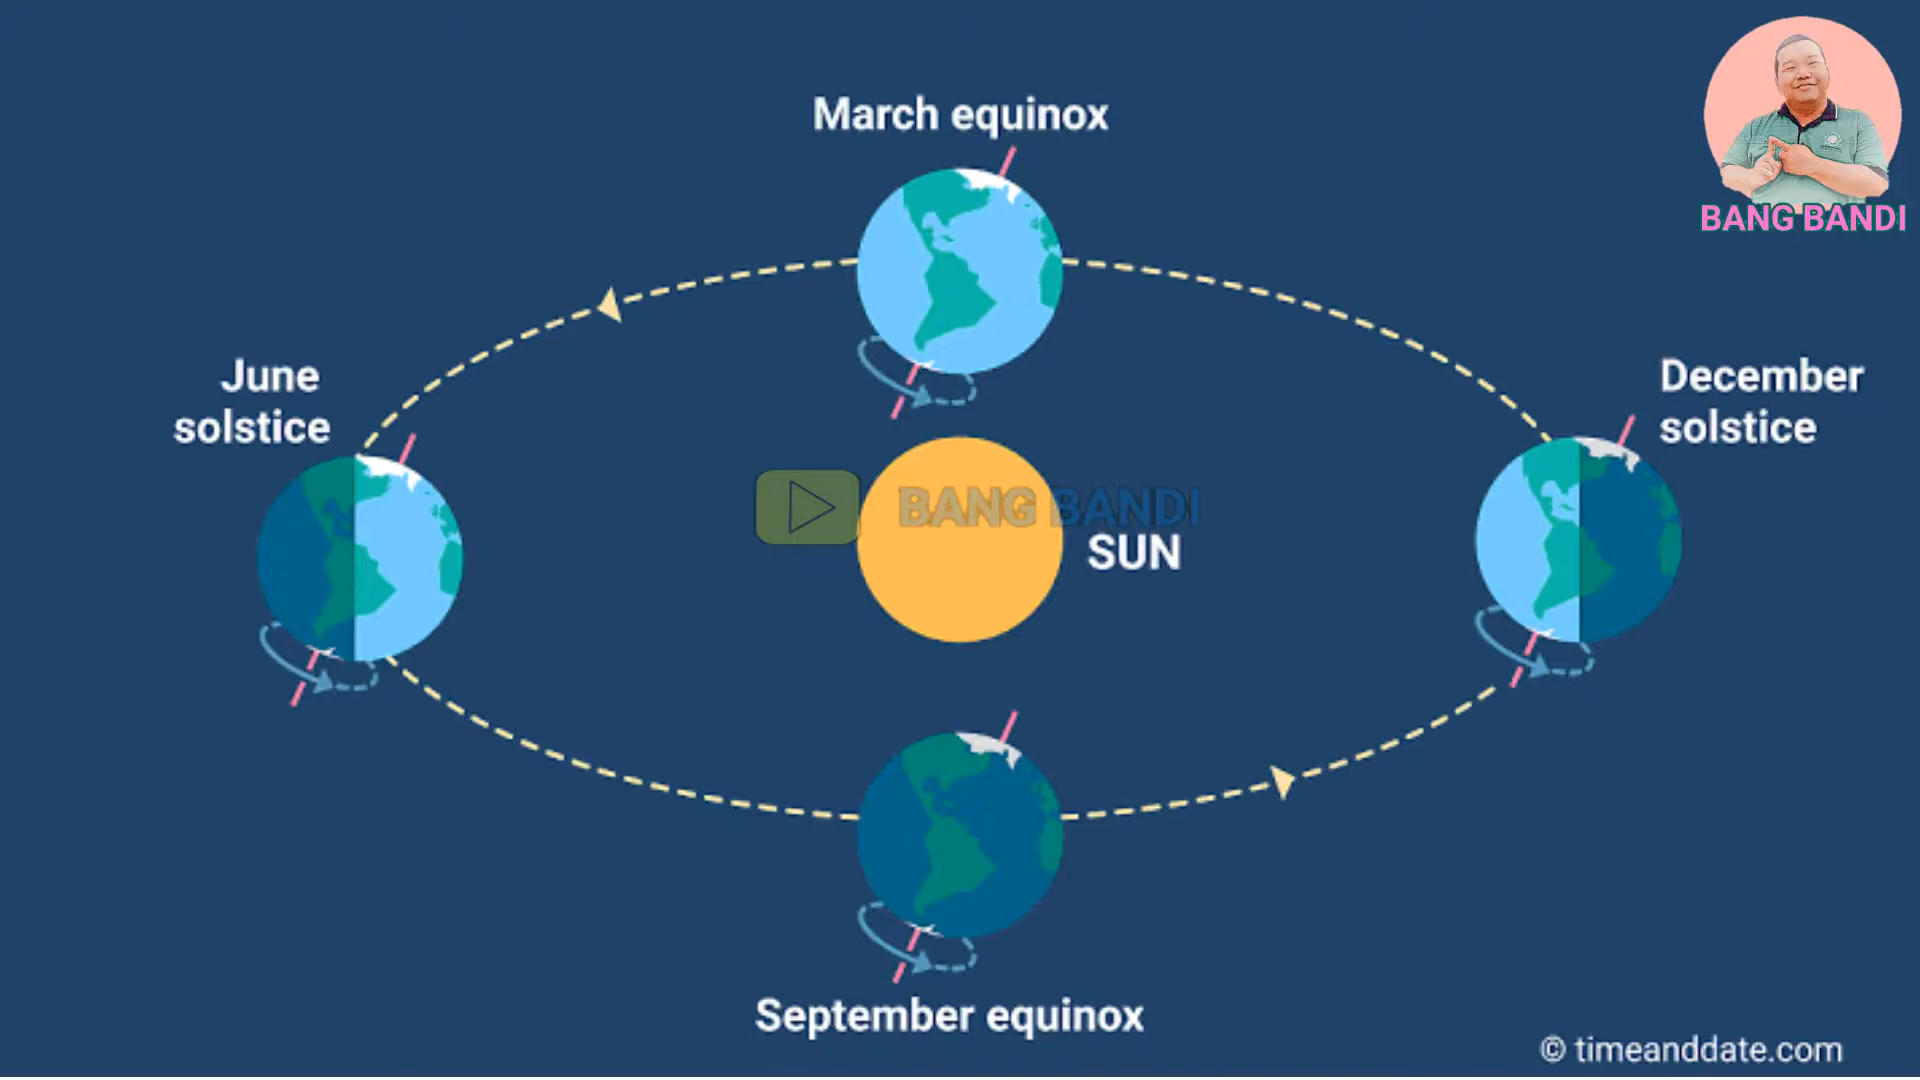 March equinox
BANG BANDI
June
solstice
December
solstice
BANG BANDI
SUN
September equinox
© timeanddate.com